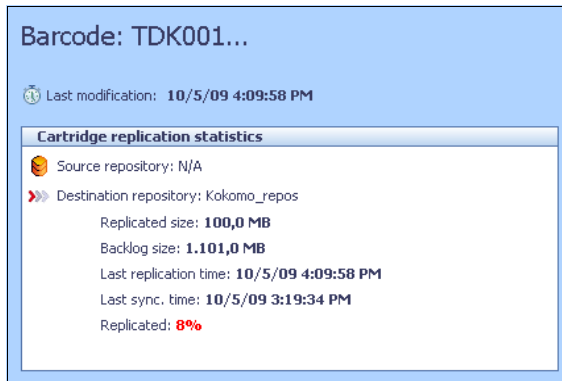 Barcode: TDK001...
Last modification: 10/5/09 4:09:58 PM
Cartridge replication statistics
Source repository: N/A
Destination repository: Kokomo_repos
Replicated size: 100,0 MB
Backlog size: 1.101,0 MB
Last replication time: 10/5/09 4:09:58 PM
Last sync. time: 10/5/09 3:19:34 PM
Replicated: 8%